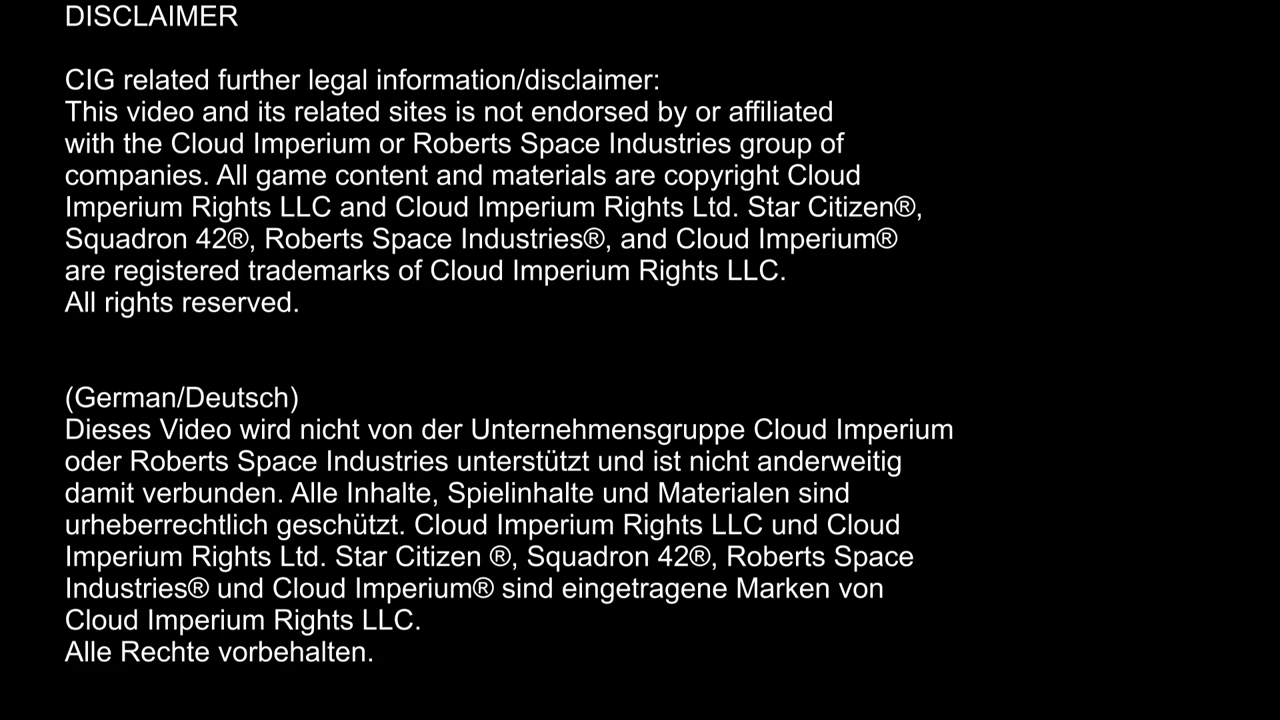 DISCLAIMER
CIG related further legal information/disclaimer:
This video and its related sites is not endorsed by or affiliated
with the Cloud Imperium or Roberts Space Industries group of
companies. All game content and materials are copyright Cloud
Imperium Rights LLC and Cloud Imperium Rights Ltd. Star Citizen®,
Squadron 42®, Roberts Space Industries®, and Cloud Imperium®
are registered trademarks of Cloud Imperium Rights LLC.
All rights reserved.
(German/Deutsch)
Dieses Video wird nicht von der Unternehmensgruppe Cloud Imperium
oder Roberts Space Industries unterstützt und ist nicht anderweitig
damit verbunden. Alle Inhalte, Spielinhalte und Materialen sind
urheberrechtlich geschützt. Cloud Imperium Rights LLC und Cloud
Imperium Rights Ltd. Star Citizen ®, Squadron 42®, Roberts Space
Industries® und Cloud Imperium® sind eingetragene Marken von
Cloud Imperium Rights LLC.
Alle Rechte vorbehalten.